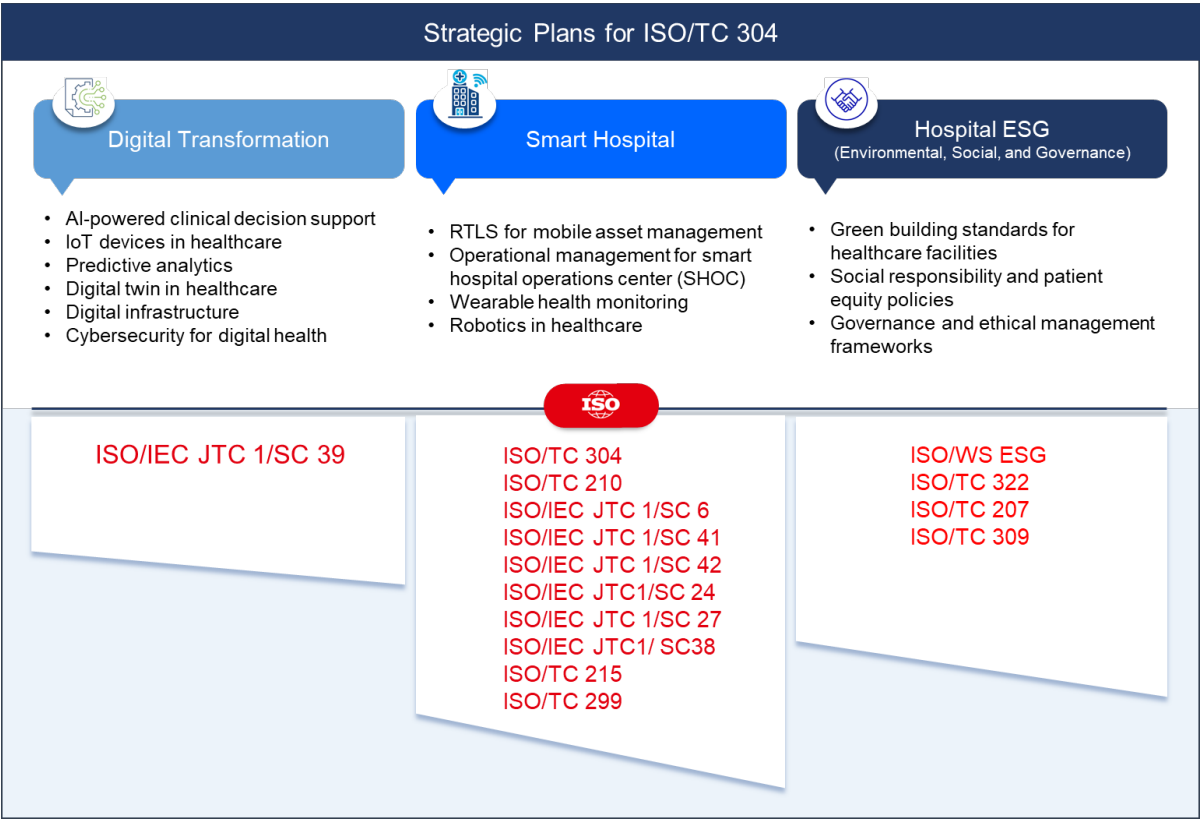 Strategic Plans for ISO/TC 304
Digital Transformation
• AI-powered clinical decision support
• IoT devices in healthcare
• Predictive analytics
• Digital twin in healthcare
• Digital infrastructure
• Cybersecurity for digital health
Smart Hospital
• RTLS for mobile asset management
• Operational management for smart
hospital operations center (SHOC)
• Wearable health monitoring
• Robotics in healthcare
Hospital ESG
(Environmental, Social, and Governance)
• Green building standards for
healthcare facilities
• Social responsibility and patient
equity policies
• Governance and ethical management
frameworks
ISO
ISO/IEC JTC 1/SC 39
ISO/TC 304
ISO/TC 210
ISO/IEC JTC 1/SC 6
ISO/IEC JTC 1/SC 41
ISO/IEC JTC 1/SC 42
ISO/IEC JTC1/SC 24
ISO/IEC JTC 1/SC 27
ISO/IEC JTC1/ SC38
ISO/TC 215
ISO/TC 299
ISO/WS ESG
ISO/TC 322
ISO/TC 207
ISO/TC 309